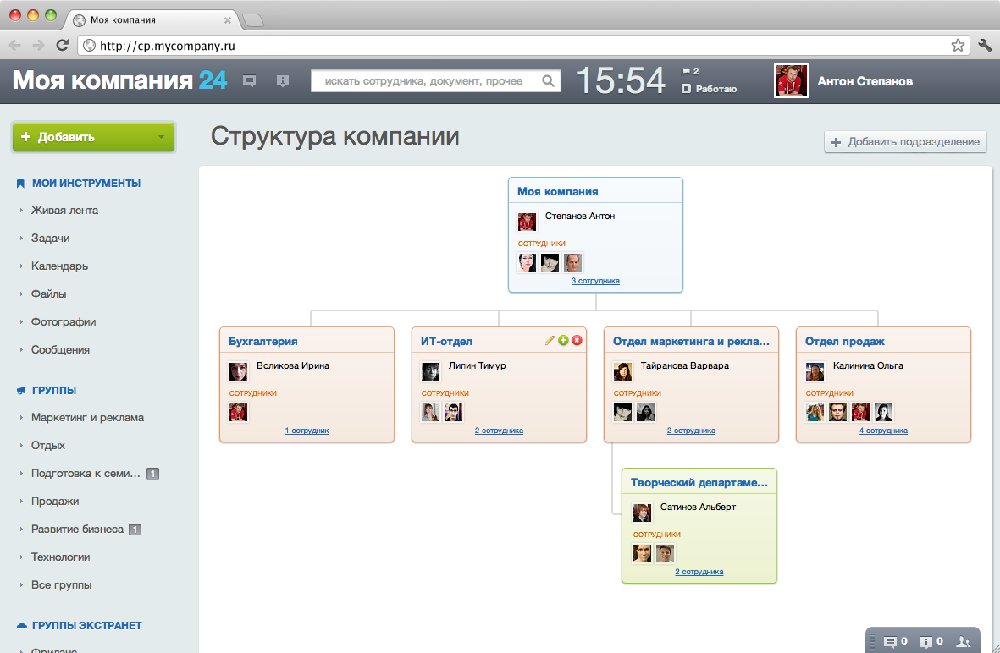 Моя компания
http://cp.mycompany.ru
Моя компания 24
искать сотрудника, документ, прочее
15:54
2
Работаю
Антон Степанов
Добавить
Структура компании
Добавить подразделение
МОИ ИНСТРУМЕНТЫ
Живая лента
Задачи
Календарь
Файлы
Фотографии
Сообщения
ГРУППЫ
Маркетинг и реклама
Отдых
Подготовка к семи... 1
Продажи
Развитие бизнеса 1
Технологии
Все группы
ГРУППЫ ЭКСТРАНЕТ
Фриланс
Моя компания
Степанов Антон
СОТРУДНИКИ
3 сотрудника
Бухгалтерия
Воликова Ирина
СОТРУДНИКИ
1 сотрудник
ИТ-отдел
Липин Тимур
СОТРУДНИКИ
2 сотрудника
Отдел маркетинга и рекла...
Тайранова Варвара
СОТРУДНИКИ
2 сотрудника
Отдел продаж
Калинина Ольга
СОТРУДНИКИ
4 сотрудника
Творческий департаме...
Сатинов Альберт
СОТРУДНИКИ
2 сотрудника
0 0